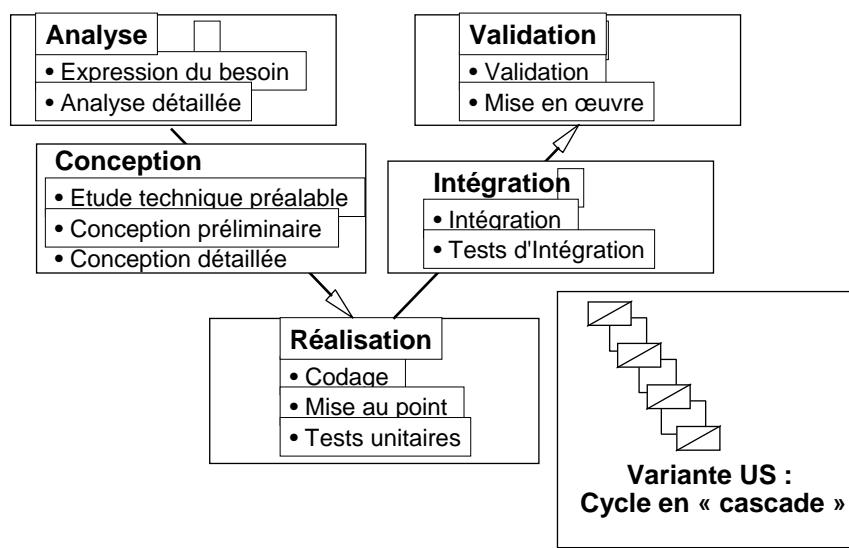 Analyse
• Expression du besoin
• Analyse détaillée
Conception
• Etude technique préalable
• Conception préliminaire
• Conception détaillée
Réalisation
• Codage
• Mise au point
• Tests unitaires
Intégration
• Intégration
• Tests d'Intégration
Validation
• Validation
• Mise en œuvre
Variante US :
Cycle en « cascade »